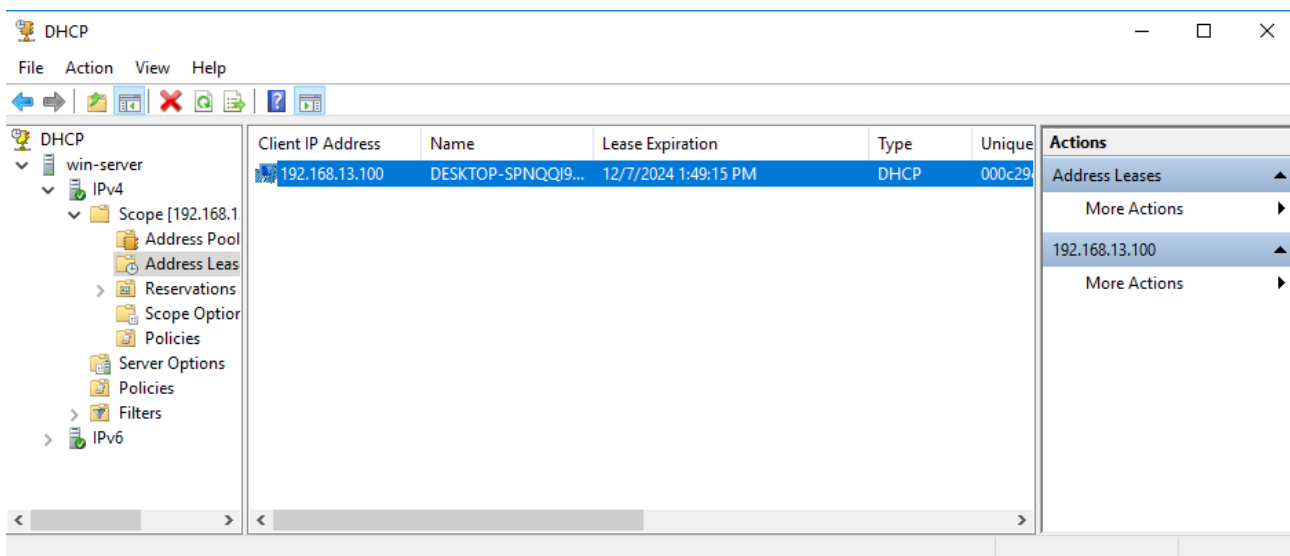 DHCP
File Action View Help
DHCP
win-server
IPv4
Scope [192.168.1
Address Pool
Address Leas
Reservations
Scope Option
Policies
Server Options
Policies
Filters
IPv6
Client IP Address Name Lease Expiration Type Unique
192.168.13.100 DESKTOP-SPNQQI9... 12/7/2024 1:49:15 PM DHCP 000c29
Actions
Address Leases
More Actions
192.168.13.100
More Actions